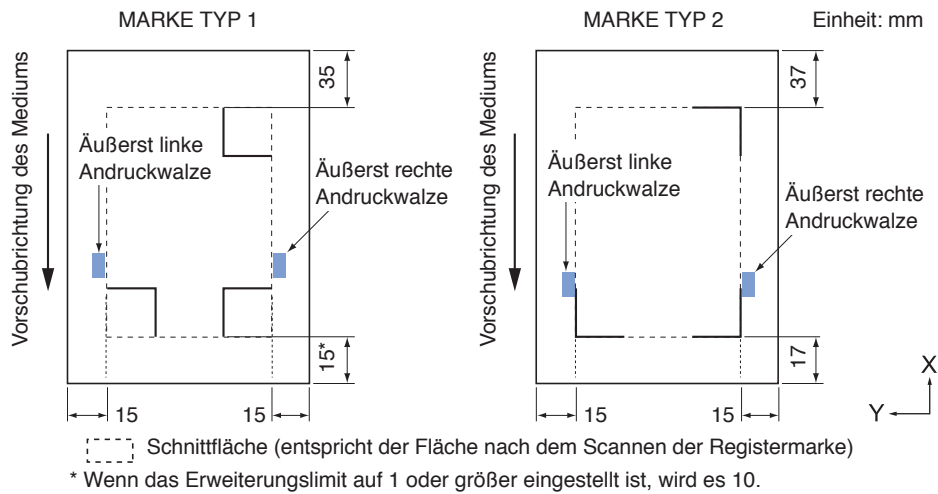 MARKE TYP 1
MARKE TYP 2
Einheit: mm
Vorschubrichtung des Mediums
35
Äußerst linke
Andruckwalze
Äußerst rechte
Andruckwalze
15*
15
15
Vorschubrichtung des Mediums
37
Äußerst linke
Andruckwalze
Äußerst rechte
Andruckwalze
17
15
15
X
Y
Schnittfläche (entspricht der Fläche nach dem Scannen der Registermarke)
* Wenn das Erweiterungslimit auf 1 oder größer eingestellt ist, wird es 10.